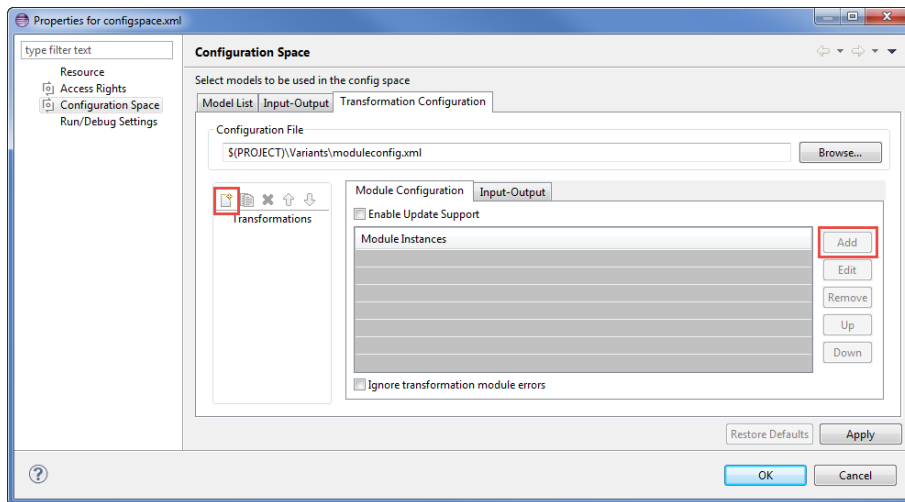 Properties for configspace.xml
type filter text
Resource
Access Rights
Configuration Space
Run/Debug Settings
Configuration Space
Select models to be used in the config space
Model List Input-Output Transformation Configuration
Configuration File
$(PROJECT)\Variants\moduleconfig.xml Browse...
Transformations
Module Configuration Input-Output
Enable Update Support
Module Instances
Add
Edit
Remove
Up
Down
Ignore transformation module errors
Restore Defaults Apply
OK Cancel